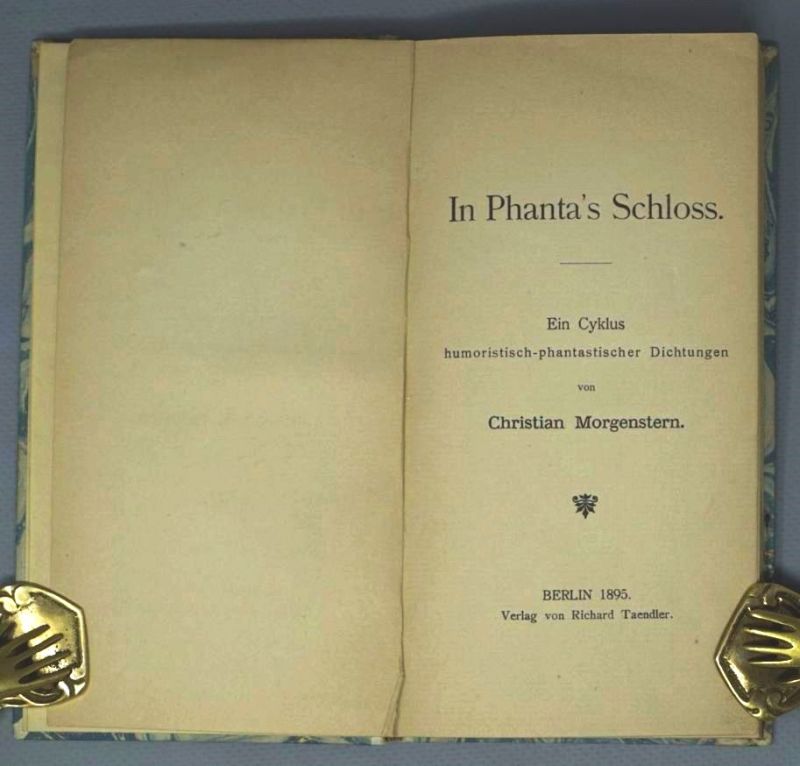 In Phanta's Schloss.
Ein Cyklus
humoristisch-phantastischer Dichtungen
von
Christian Morgenstern.
BERLIN 1895.
Verlag von Richard Taendler.